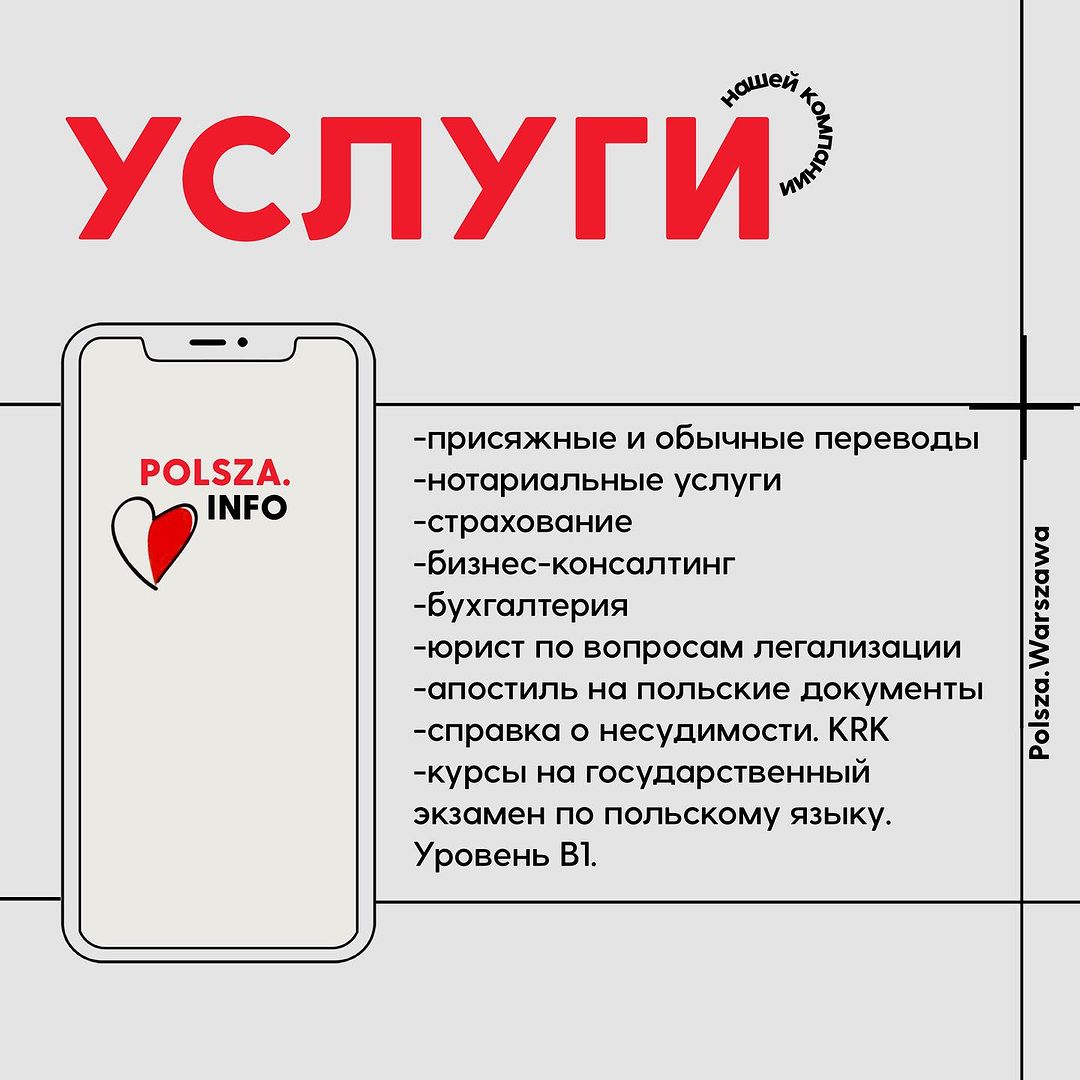 УСЛУГИ
нашей компании
POLSZA.
INFO
-присяжные и обычные переводы
-нотариальные услуги
-страхование
-бизнес-консалтинг
-бухгалтерия
-юрист по вопросам легализации
-апостиль на польские документы
-справка о несудимости. KRK
-курсы на государственный
экзамен по польскому языку.
Уровень B1.
Polsza.Warszawa